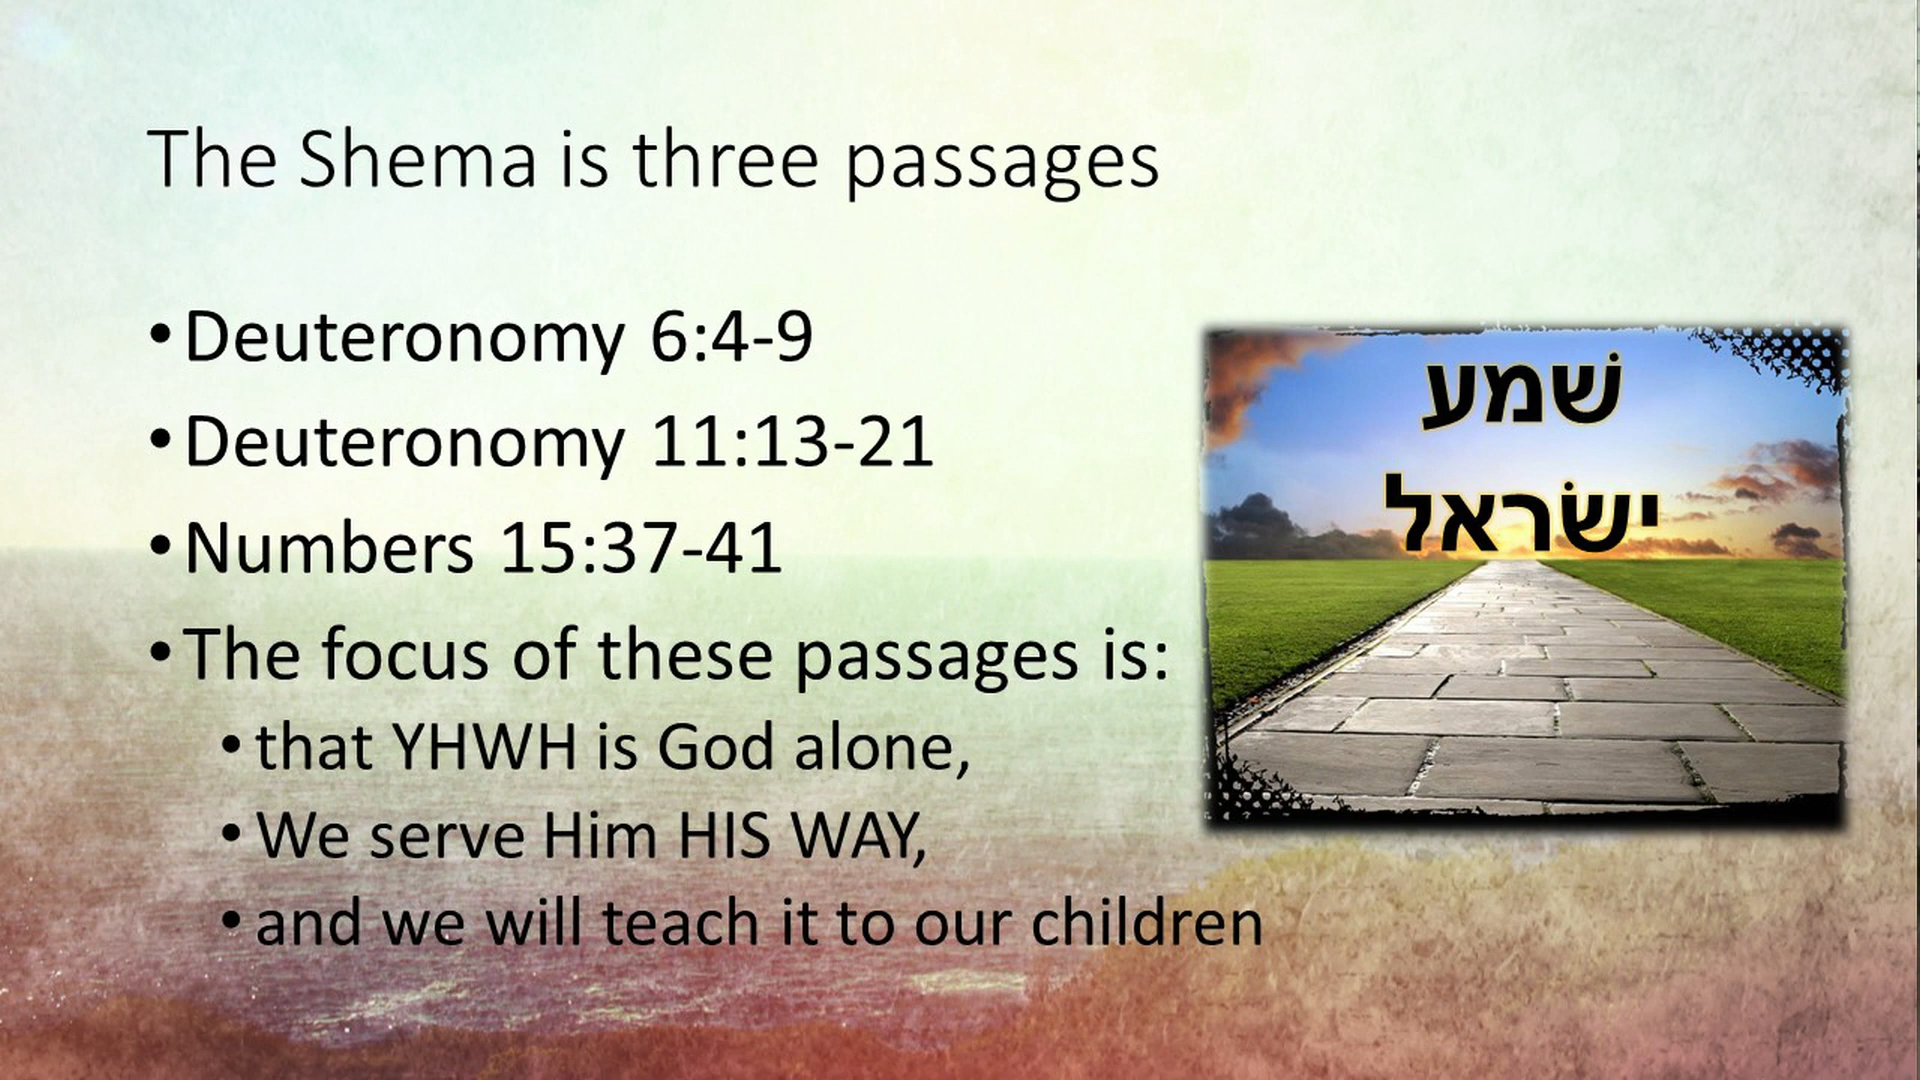 The Shema is three passages
• Deuteronomy 6:4-9
• Deuteronomy 11:13-21
• Numbers 15:37-41
• The focus of these passages is:
• that YHWH is God alone,
• We serve Him HIS WAY,
• and we will teach it to our children
שׁמע
ישׂראל